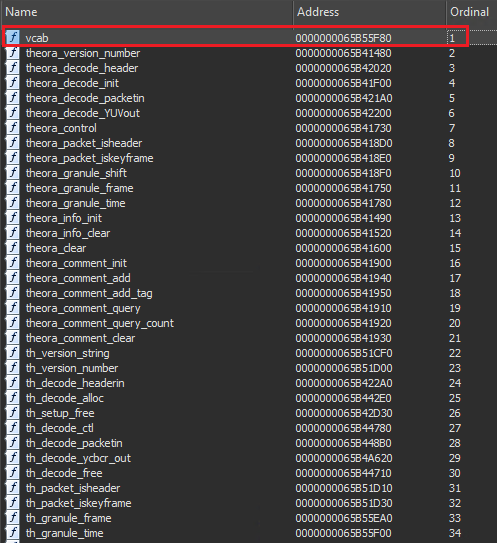 Name Address Ordinal
f vcab 0000000065B55F80 1
f theora_version_number 0000000065B41480 2
f theora_decode_header 0000000065B42020 3
f theora_decode_init 0000000065B41F00 4
f theora_decode_packetin 0000000065B421A0 5
f theora_decode_YUVout 0000000065B42200 6
f theora_control 0000000065B41730 7
f theora_packet_isheader 0000000065B418D0 8
f theora_packet_iskeyframe 0000000065B418E0 9
f theora_granule_shift 0000000065B418F0 10
f theora_granule_frame 0000000065B41750 11
f theora_granule_time 0000000065B41780 12
f theora_info_init 0000000065B41490 13
f theora_info_clear 0000000065B41520 14
f theora_clear 0000000065B41600 15
f theora_comment_init 0000000065B41900 16
f theora_comment_add 0000000065B41940 17
f theora_comment_add_tag 0000000065B41950 18
f theora_comment_query 0000000065B41910 19
f theora_comment_query_count 0000000065B41920 20
f theora_comment_clear 0000000065B41930 21
f th_version_string 0000000065B51CF0 22
f th_version_number 0000000065B51D00 23
f th_decode_headerin 0000000065B422A0 24
f th_decode_alloc 0000000065B442E0 25
f th_setup_free 0000000065B42D30 26
f th_decode_ctl 0000000065B44780 27
f th_decode_packetin 0000000065B448B0 28
f th_decode_ycbcr_out 0000000065B4A620 29
f th_decode_free 0000000065B44710 30
f th_packet_isheader 0000000065B51D10 31
f th_packet_iskeyframe 0000000065B51D30 32
f th_granule_frame 0000000065B55EA0 33
f th_granule_time 0000000065B55F00 34